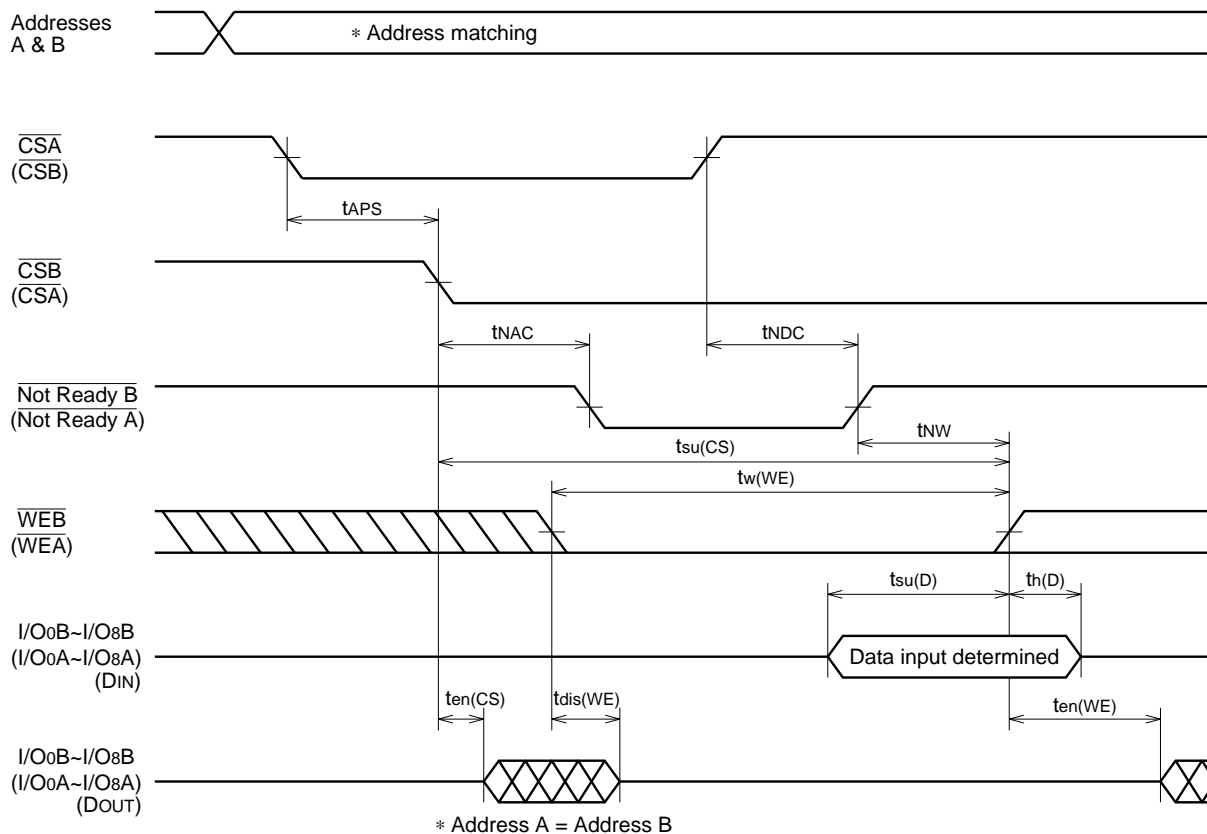 Addresses
A & B
* Address matching
CSA
(CSB)
tAPS
CSB
(CSA)
tNAC
tNDC
Not Ready B
(Not Ready A)
tNW
tsu(CS)
tw(WE)
WEB
(WEA)
tsu(D)
th(D)
I/O0B~I/O8B
(I/O0A~I/O8A)
(DIN)
Data input determined
ten(CS)
tdis(WE)
ten(WE)
I/O0B~I/O8B
(I/O0A~I/O8A)
(DOUT)
* Address A = Address B